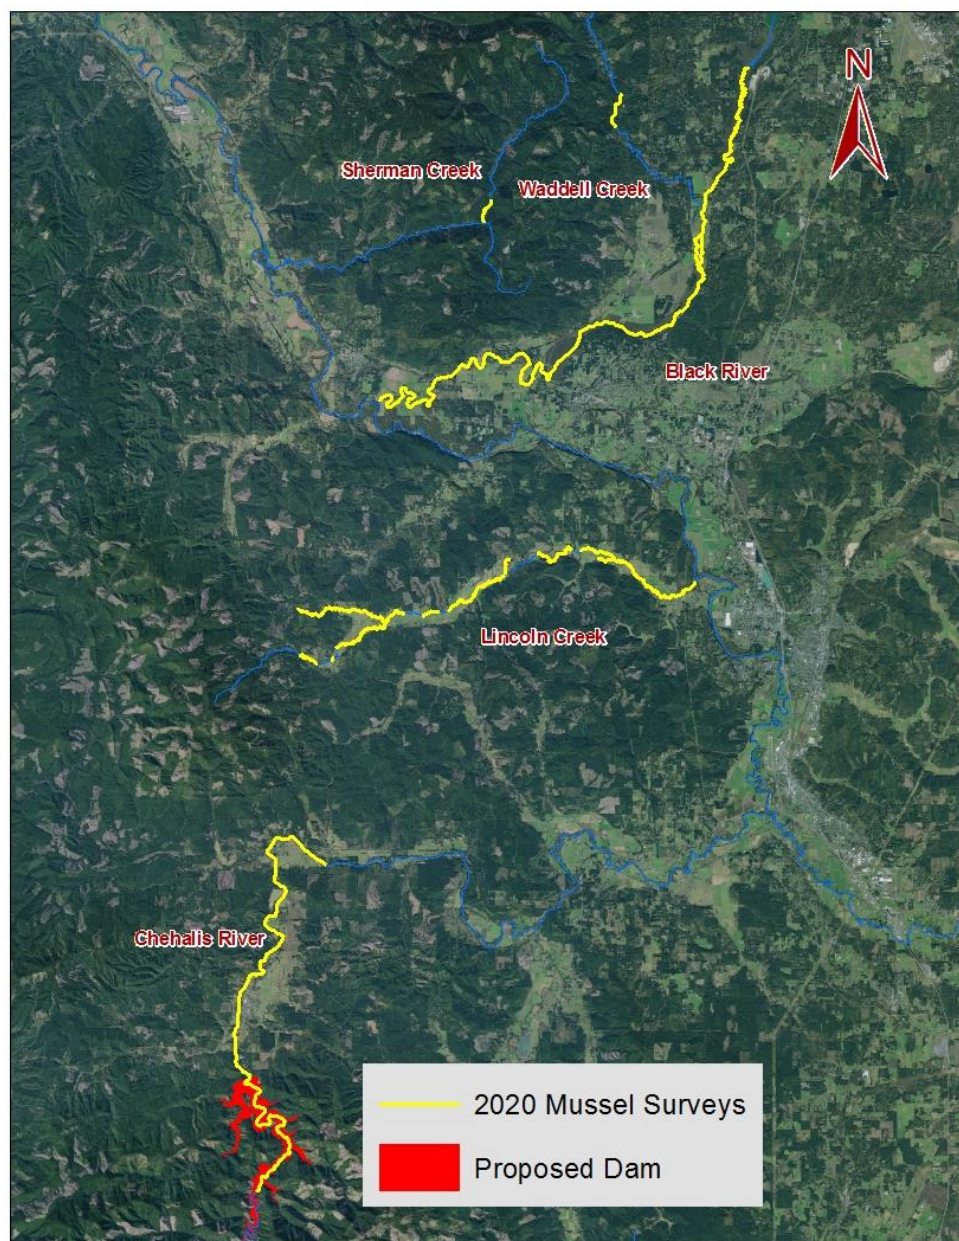 N
Sherman Creek
Waddell Creek
Black River
Lincoln Creek
Chehalis River
2020 Mussel Surveys
Proposed Dam